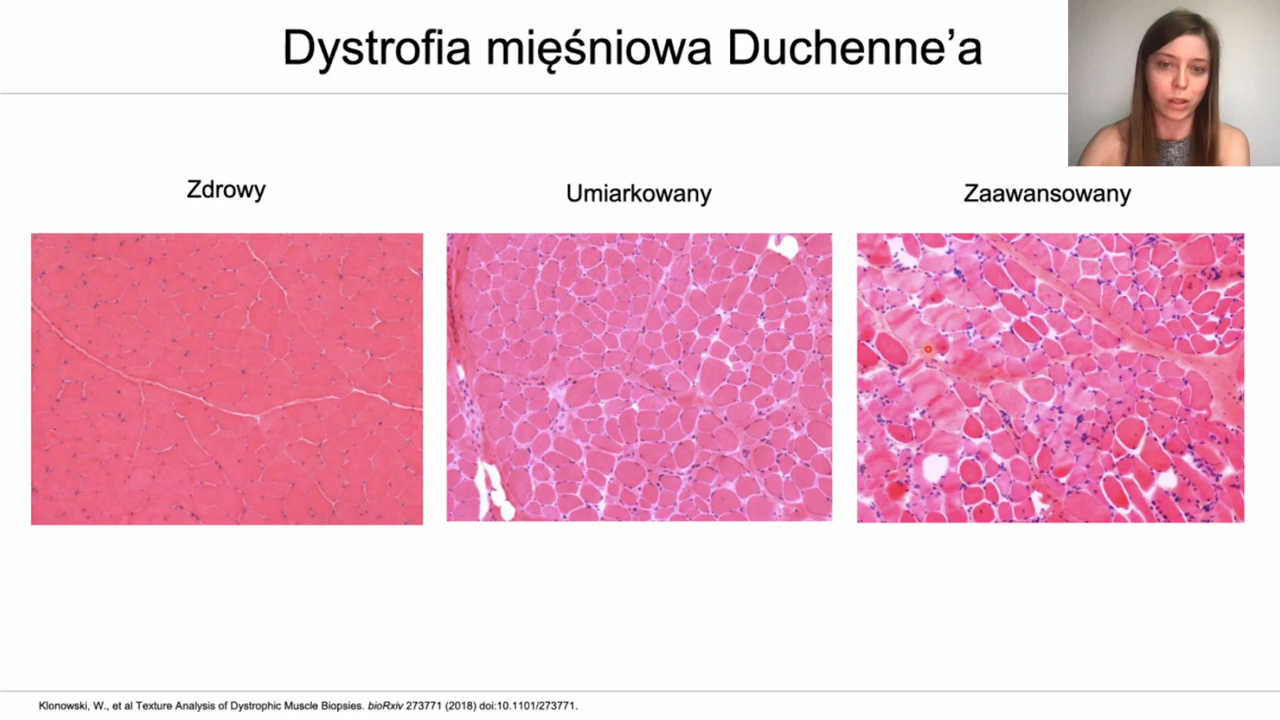 Dystrofia mięśniowa Duchenne’a
Zdrowy
Umiarkowany
Zaawansowany
Klonowski, W., et al Texture Analysis of Dystrophic Muscle Biopsies. bioRxiv 273771 (2018) doi:10.1101/273771.